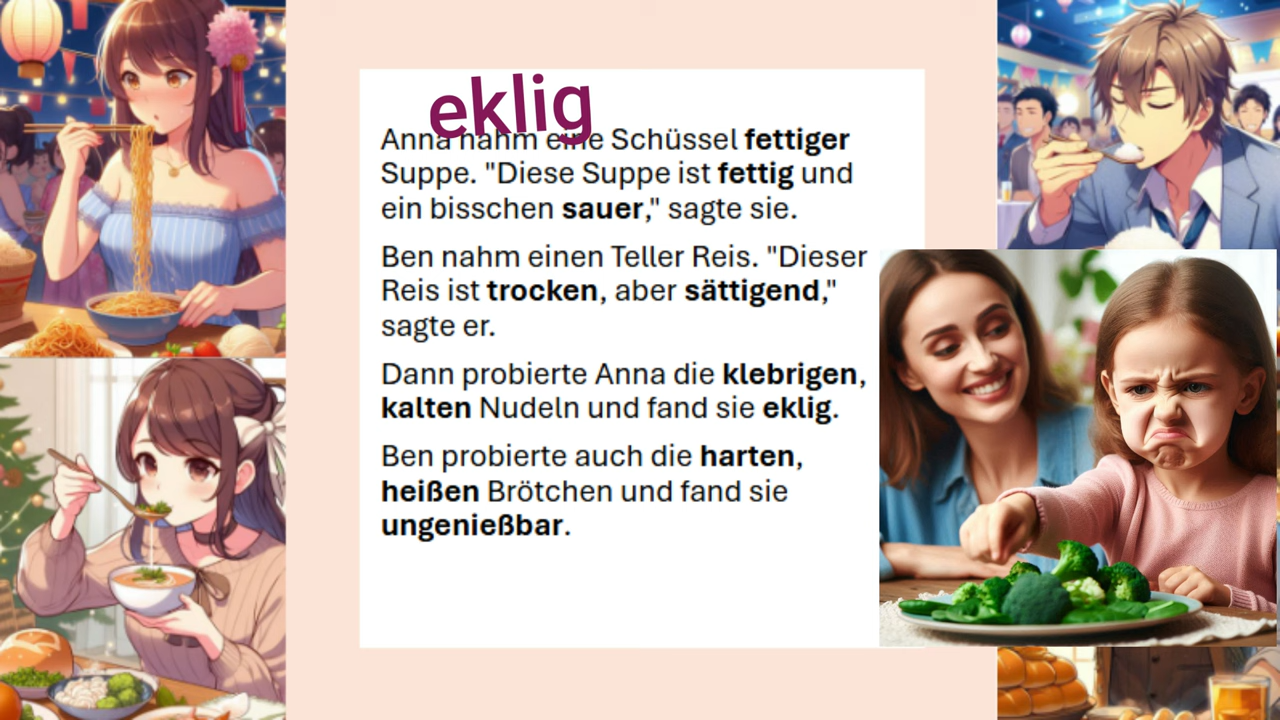 eklig
Anna nahm eine Schüssel fettiger
Suppe. "Diese Suppe ist fettig und
ein bisschen sauer," sagte sie.
Ben nahm einen Teller Reis. "Dieser
Reis ist trocken, aber sättigend,"
sagte er.
Dann probierte Anna die klebrigen,
kalten Nudeln und fand sie eklig.
Ben probierte auch die harten,
heißen Brötchen und fand sie
ungenießbar.